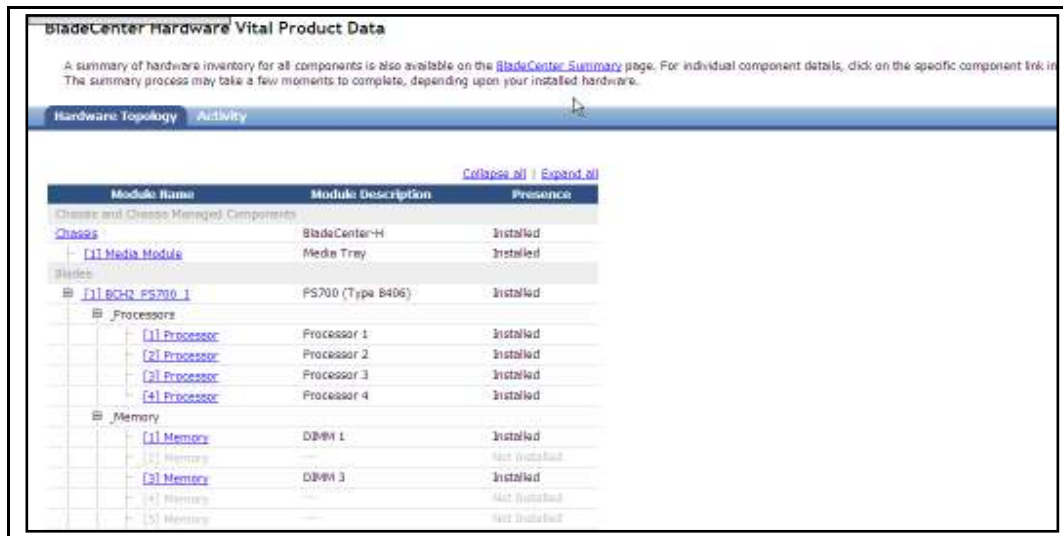 BladeCenter Hardware Vital Product Data
A summary of hardware inventory for all components is also available on the BladeCenter Summary page. For individual component details, click on the specific component link in
The summary process may take a few moments to complete, depending upon your installed hardware.
Hardware Topology Activity
Collapse all | Expand all
Module Name Module Description Presence
Chassis and Chassis Managed Components
Chassis BladeCenter-H Installed
[1] Media Module Media Tray Installed
Blades
[1] BCH2_PS700_1 PS700 (Type 8406) Installed
Processors
[1] Processor Processor 1 Installed
[2] Processor Processor 2 Installed
[3] Processor Processor 3 Installed
[4] Processor Processor 4 Installed
Memory
[1] Memory DIMM 1 Installed
[2] Memory --- Not Installed
[3] Memory DIMM 3 Installed
[4] Memory --- Not Installed
[5] Memory --- Not Installed